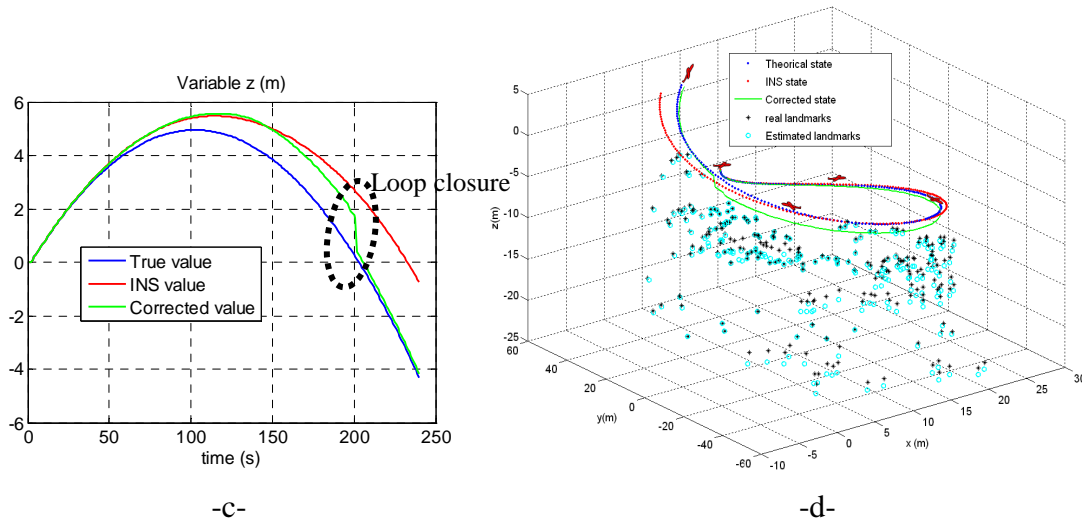 Variable z (m)
6
4
2
0
-2
-4
-6
0 50 100 150 200 250
time (s)
Loop closure
True value
INS value
Corrected value
-c-
Theorical state
INS state
Corrected state
real landmarks
Estimated landmarks
z(m)
5
0
-5
-10
-15
-20
-25
60
40
20
0
-20
-40
-60
y(m)
-10
-5
0
5
10
15
20
25
30
x (m)
-d-